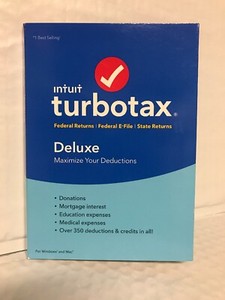 #1 Best Selling!
ıntuıt
turbotax®
Federal Returns | Federal E-File | State Returns
Deluxe
Maximize Your Deductions
• Donations
• Mortgage interest
• Education expenses
• Medical expenses
• Over 350 deductions & credits in all!
For Windows® and Mac®